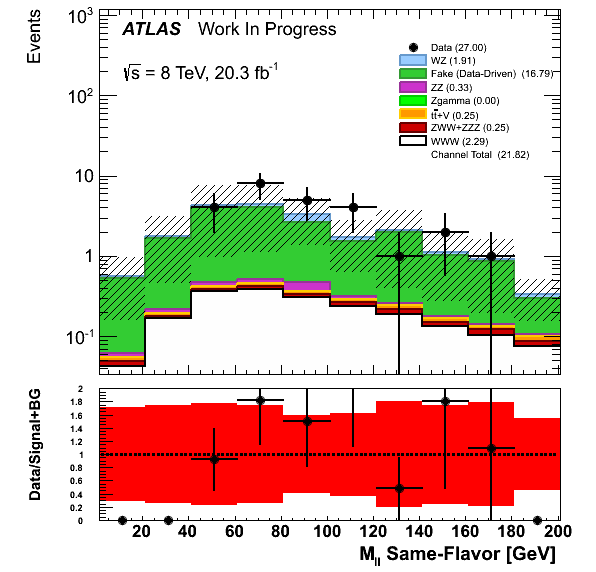 Events
10³
10²
10
1
10⁻¹
ATLAS Work In Progress
√s = 8 TeV, 20.3 fb⁻¹
Data (27.00)
WZ (1.91)
Fake (Data-Driven) (16.79)
ZZ (0.33)
Zgamma (0.00)
tt̄+V (0.25)
ZWW+ZZZ (0.25)
WWW (2.29)
Channel Total (21.82)
Data/Signal+BG
2
1.8
1.6
1.4
1.2
1
0.8
0.6
0.4
0.2
0
20 40 60 80 100 120 140 160 180 200
M_ll Same-Flavor [GeV]